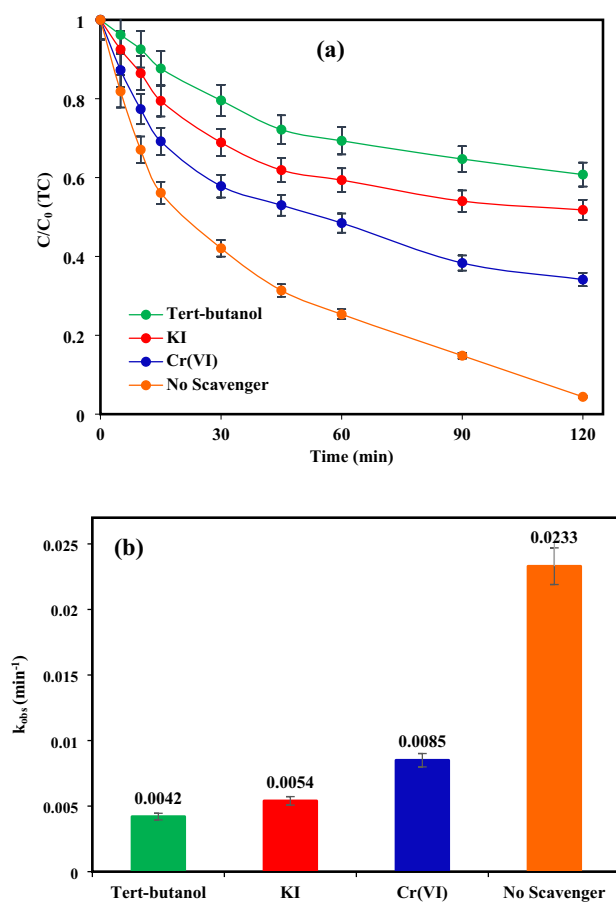 (a)
1
0.8
0.6
0.4
0.2
0
C/C₀ (TC)
Tert-butanol
KI
Cr(VI)
No Scavenger
0 30 60 90 120
Time (min)
(b)
0.025
0.02
0.015
0.01
0.005
0
k_obs (min⁻¹)
0.0042
0.0054
0.0085
0.0233
Tert-butanol KI Cr(VI) No Scavenger